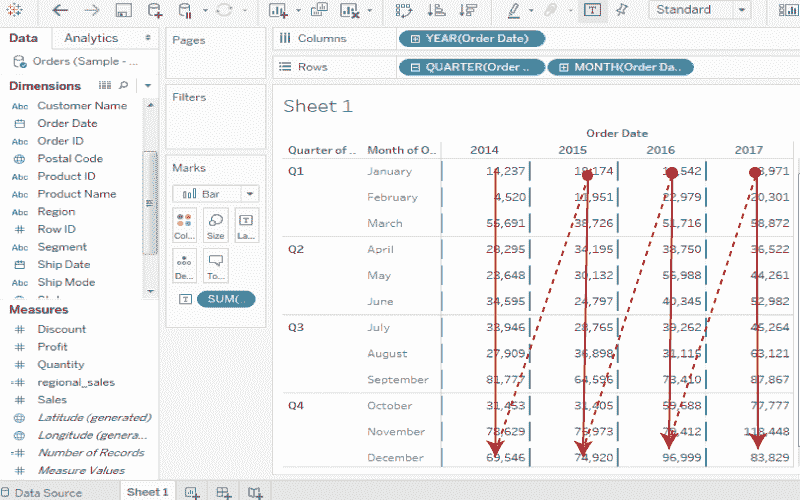 Standard
Data Analytics
Orders (Sample - ...
Dimensions
Abc Customer Name
Order Date
Abc Order ID
Postal Code
Abc Product ID
Abc Product Name
Abc Region
# Row ID
Abc Segment
Ship Date
Abc Ship Mode
Measures
# Discount
# Profit
# Quantity
=# regional_sales
# Sales
Latitude (generated)
Longitude (genera...
=# Number of Records
# Measure Values
Data Source
Sheet 1
Pages
Filters
Marks
Bar
Col... Size La...
De... To...
SUM(..
Columns YEAR(Order Date)
Rows QUARTER(Order .. MONTH(Order Da..
Sheet 1
Order Date
Quarter of .. Month of O.. 2014 2015 2016 2017
Q1 January 14,237
February 4,520 11,951 22,979 20,301
March 55,691 38,726 51,716 58,872
Q2 April 28,295 34,195 38,750 36,522
May 23,648 30,132 56,988 44,261
June 34,595 24,797 40,345 52,982
Q3 July 33,946 28,765 39,262 45,264
August 27,909 36,898 31,115 63,121
September 81,777 64,596 73,410 87,867
Q4 October 31,453 31,405 59,688 77,777
November 78,629 75,973 79,412 118,448
December 69,546 74,920 96,999 83,829